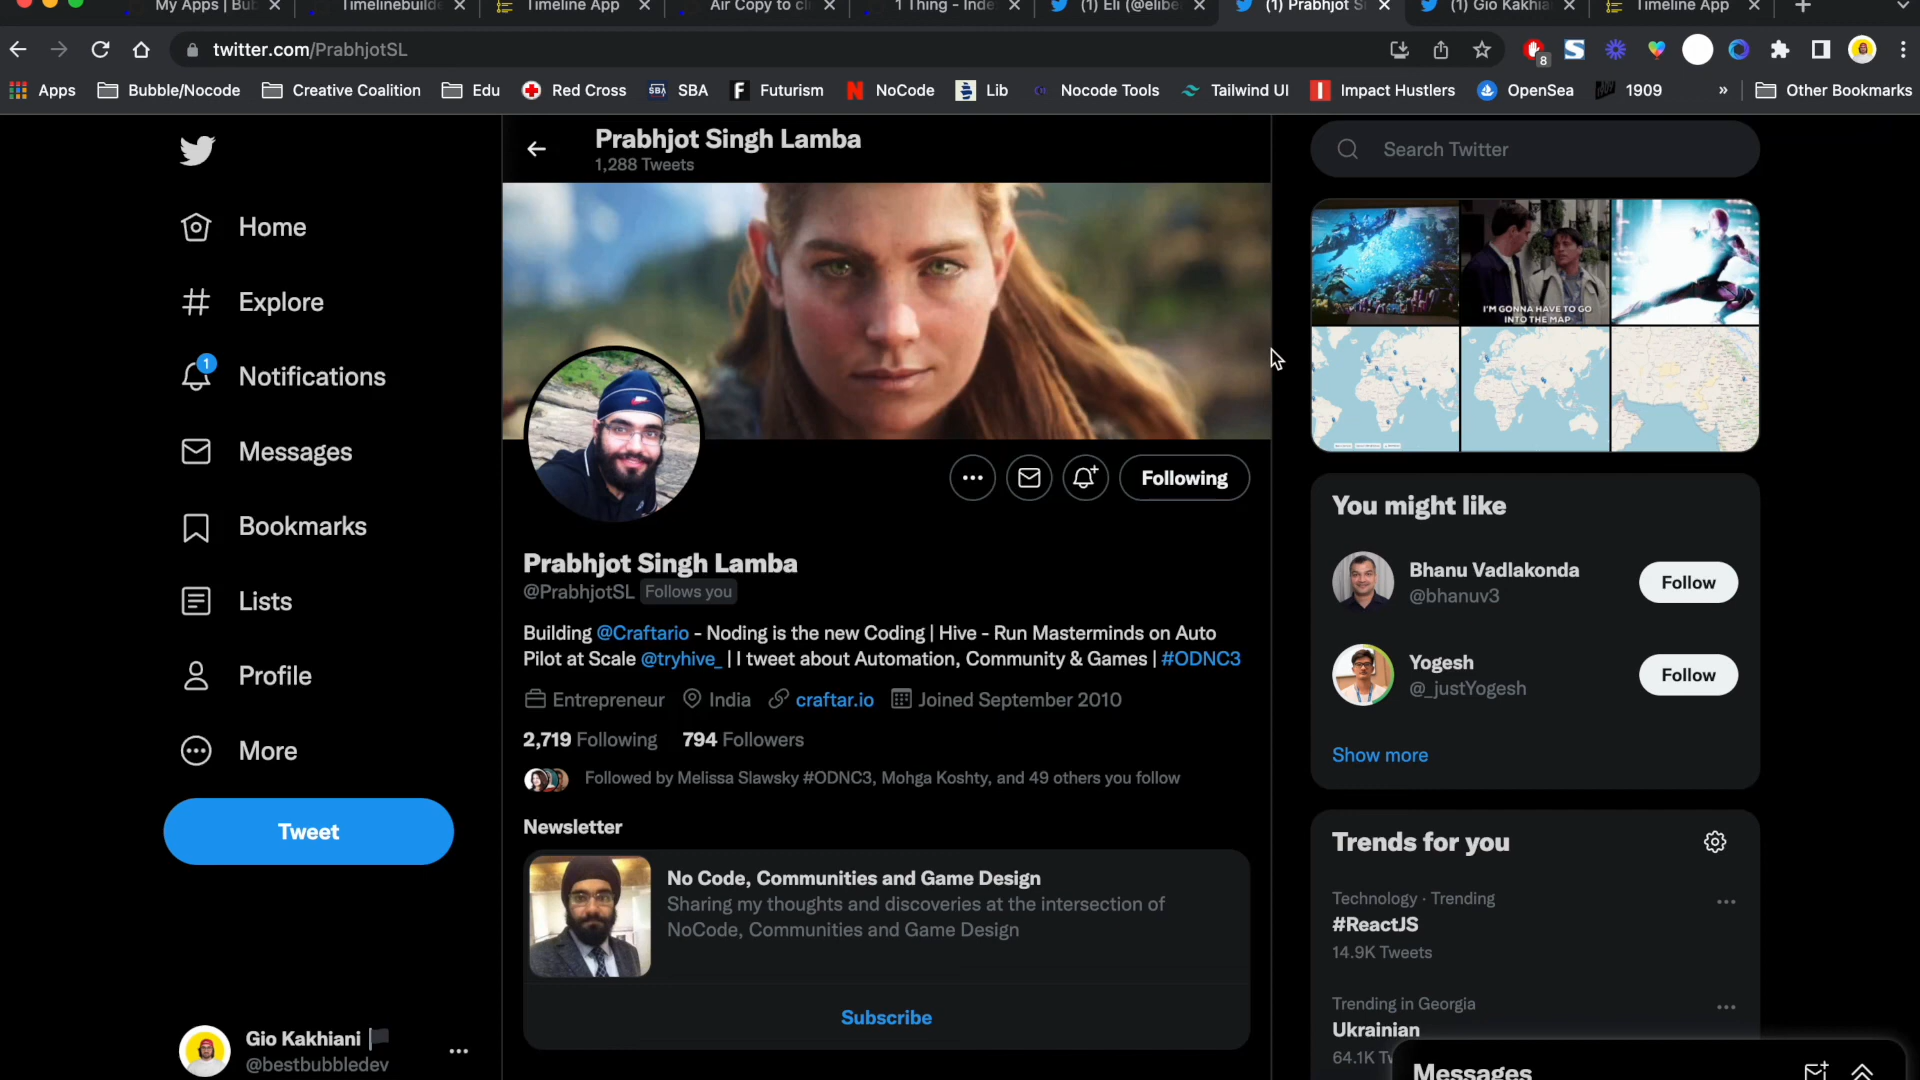 My Apps | Bub
Timelinebuilde
Timeline App
Air Copy to cli
1 Thing - Inde
(1) Eli (@elibe
(1) Prabhjot Si
(1) Gio Kakhia
Timeline App
twitter.com/PrabhjotSL
8
Apps
Bubble/Nocode
Creative Coalition
Edu
Red Cross
SBA
SBA
Futurism
NoCode
Lib
Nocode Tools
Tailwind UI
Impact Hustlers
OpenSea
1909
»
Other Bookmarks
Prabhjot Singh Lamba
1,288 Tweets
Home
Explore
1
Notifications
Messages
Bookmarks
Lists
Profile
More
Tweet
Gio Kakhiani
@bestbubbledev
Following
Prabhjot Singh Lamba
@PrabhjotSL Follows you
Building @Craftario - Noding is the new Coding | Hive - Run Masterminds on Auto
Pilot at Scale @tryhive_ | I tweet about Automation, Community & Games | #ODNC3
Entrepreneur India craftar.io Joined September 2010
2,719 Following 794 Followers
Followed by Melissa Slawsky #ODNC3, Mohga Koshty, and 49 others you follow
Newsletter
No Code, Communities and Game Design
Sharing my thoughts and discoveries at the intersection of
NoCode, Communities and Game Design
Subscribe
Search Twitter
I'M GONNA HAVE TO GO
INTO THE MAP
You might like
Bhanu Vadlakonda
@bhanuv3
Follow
Yogesh
@_justYogesh
Follow
Show more
Trends for you
Technology · Trending
#ReactJS
14.9K Tweets
Trending in Georgia
Ukrainian
64.1K Tw
Messages